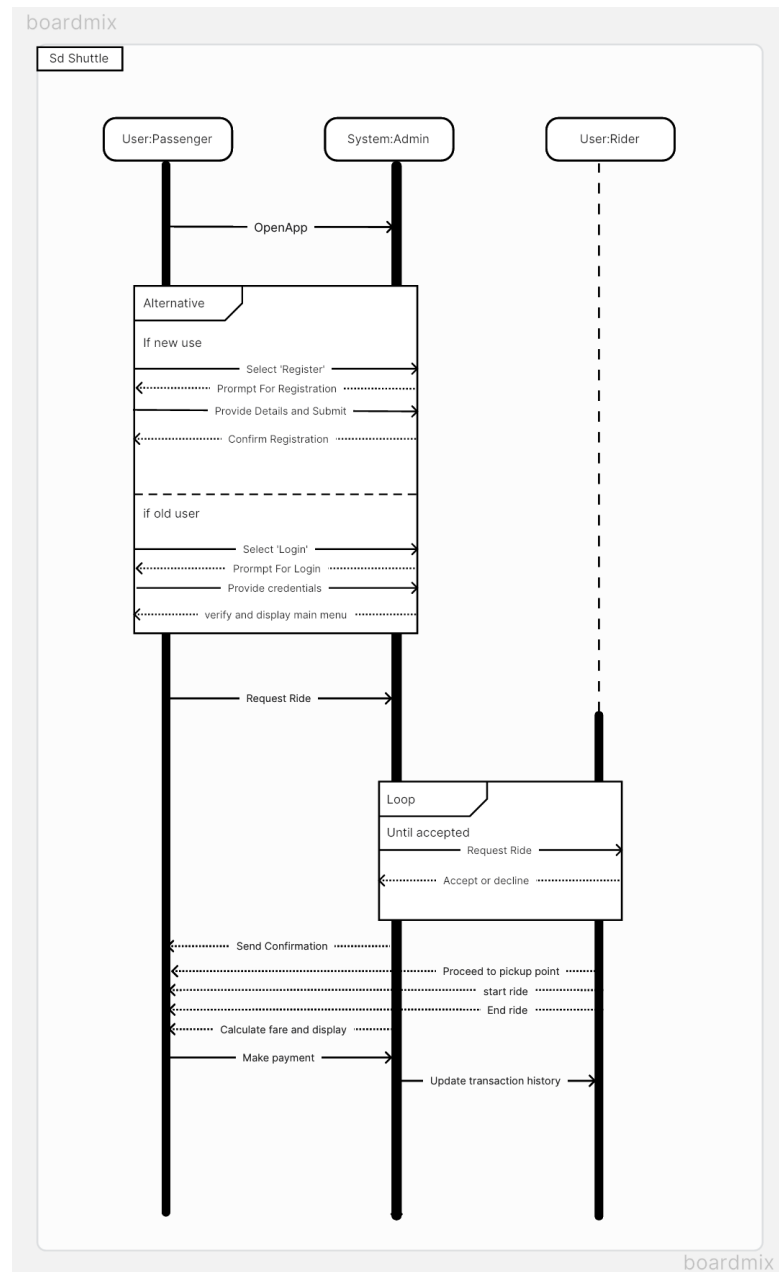 boardmix
Sd Shuttle
User:Passenger
System:Admin
User:Rider
OpenApp
Alternative
If new use
Select 'Register'
Prormpt For Registration
Provide Details and Submit
Confirm Registration
if old user
Select 'Login'
Prormpt For Login
Provide credentials
verify and display main menu
Request Ride
Loop
Until accepted
Request Ride
Accept or decline
Send Confirmation
Proceed to pickup point
start ride
End ride
Calculate fare and display
Make payment
Update transaction history
boardmix